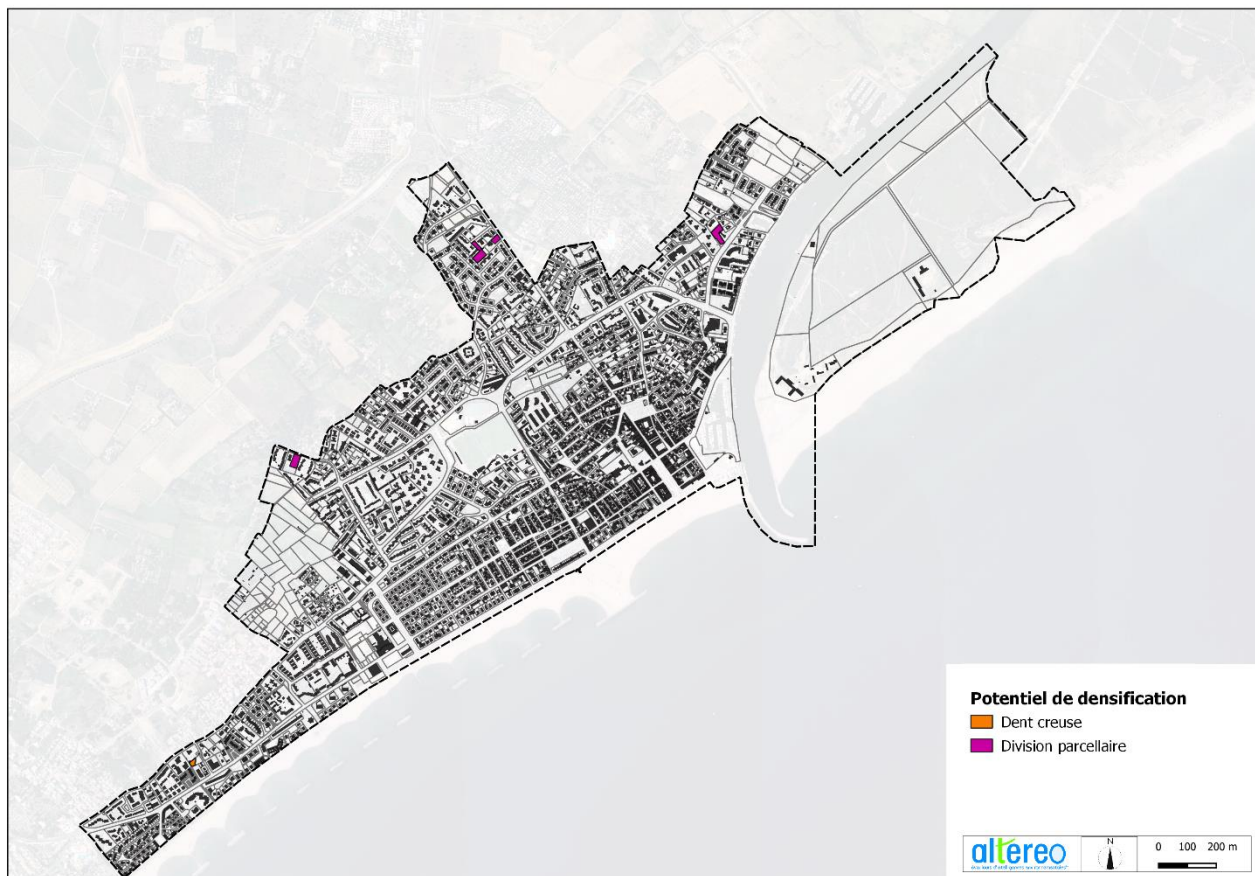 Potentiel de densification
Dent creuse
Division parcellaire
altereo
N
0 100 200 m